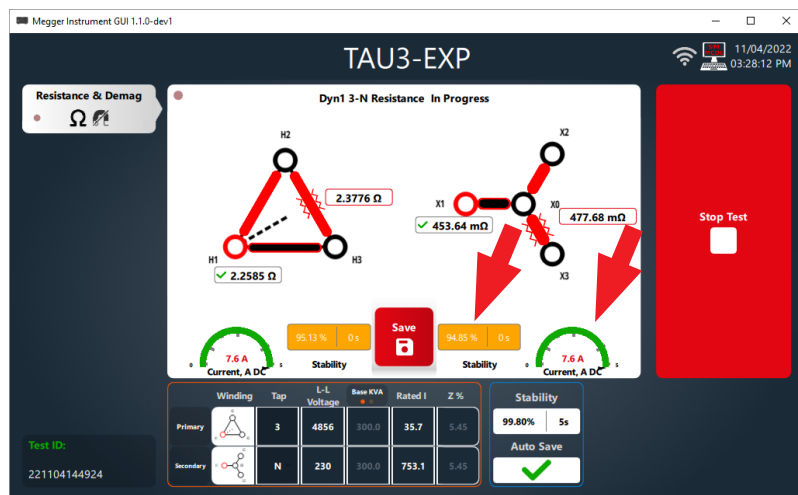 Megger Instrument GUI 1.1.0-dev1
TAU3-EXP
11/04/2022
03:28:12 PM
Resistance & Demag
Ω
Dyn1 3-N Resistance In Progress
H2
X2
2.3776 Ω
X1
X0
477.68 mΩ
453.64 mΩ
H1
H3
2.2585 Ω
X3
Stop Test
95.13 % 0 s
Save
94.85 % 0 s
7.6 A
0 5
Current, A DC
Stability
Stability
7.6 A
0 5
Current, A DC
Winding Tap L-L Voltage Base KVA Rated I Z %
Primary 3 4856 300.0 35.7 5.45
Secondary N 230 300.0 753.1 5.45
Stability
99.80% 5s
Auto Save
Test ID:
221104144924